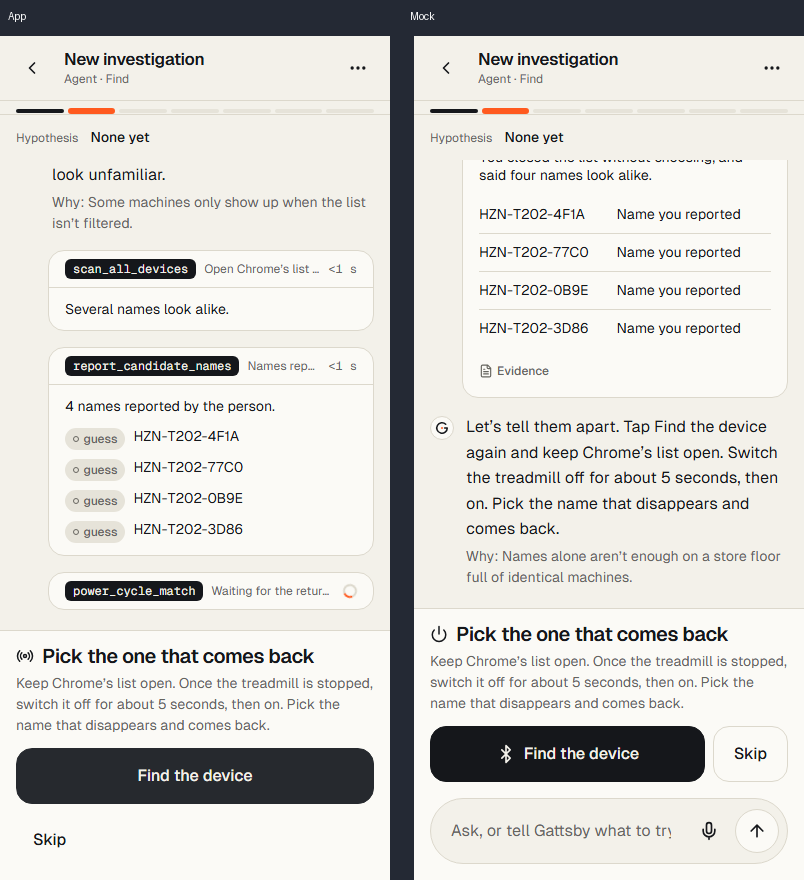 App
New investigation
Agent · Find
Hypothesis None yet
look unfamiliar.
Why: Some machines only show up when the list
isn't filtered.
scan_all_devices Open Chrome's list ... <1 s
Several names look alike.
report_candidate_names Names rep... <1 s
4 names reported by the person.
guess HZN-T202-4F1A
guess HZN-T202-77C0
guess HZN-T202-0B9E
guess HZN-T202-3D86
power_cycle_match Waiting for the retur...
Pick the one that comes back
Keep Chrome's list open. Once the treadmill is stopped,
switch it off for about 5 seconds, then on. Pick the
name that disappears and comes back.
Find the device
Skip
Mock
New investigation
Agent · Find
Hypothesis None yet
You closed the list without choosing, and
said four names look alike.
HZN-T202-4F1A Name you reported
HZN-T202-77C0 Name you reported
HZN-T202-0B9E Name you reported
HZN-T202-3D86 Name you reported
Evidence
G
Let's tell them apart. Tap Find the device
again and keep Chrome's list open. Switch
the treadmill off for about 5 seconds, then
on. Pick the name that disappears and
comes back.
Why: Names alone aren't enough on a store floor
full of identical machines.
Pick the one that comes back
Keep Chrome's list open. Once the treadmill is stopped,
switch it off for about 5 seconds, then on. Pick the
name that disappears and comes back.
Find the device
Skip
Ask, or tell Gattsby what to try